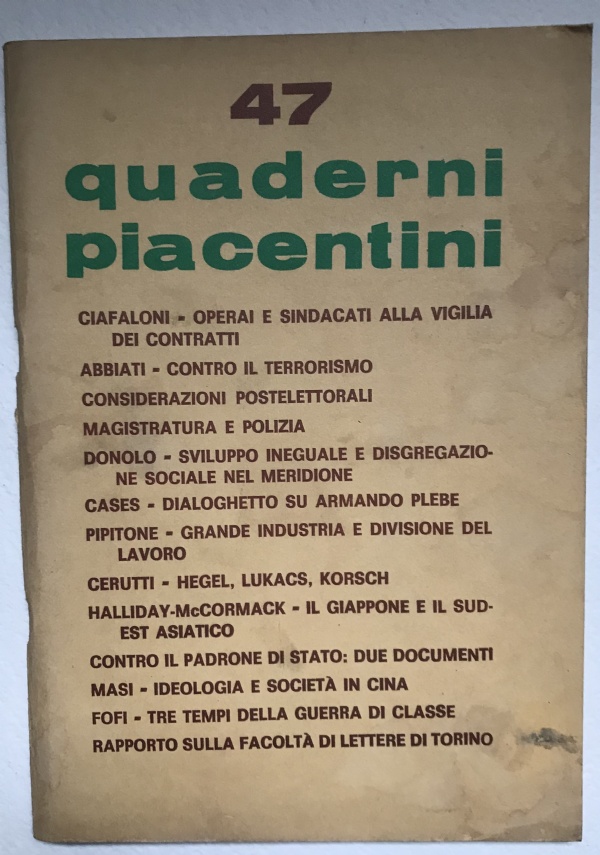 47
quaderni
piacentini
CIAFALONI - OPERAI E SINDACATI ALLA VIGILIA
DEI CONTRATTI
ABBIATI - CONTRO IL TERRORISMO
CONSIDERAZIONI POSTELETTORALI
MAGISTRATURA E POLIZIA
DONOLO - SVILUPPO INEGUALE E DISGREGAZIO-
NE SOCIALE NEL MERIDIONE
CASES - DIALOGHETTO SU ARMANDO PLEBE
PIPITONE - GRANDE INDUSTRIA E DIVISIONE DEL
LAVORO
CERUTTI - HEGEL, LUKACS, KORSCH
HALLIDAY-McCORMACK - IL GIAPPONE E IL SUD-
EST ASIATICO
CONTRO IL PADRONE DI STATO: DUE DOCUMENTI
MASI - IDEOLOGIA E SOCIETÀ IN CINA
FOFI - TRE TEMPI DELLA GUERRA DI CLASSE
RAPPORTO SULLA FACOLTÀ DI LETTERE DI TORINO